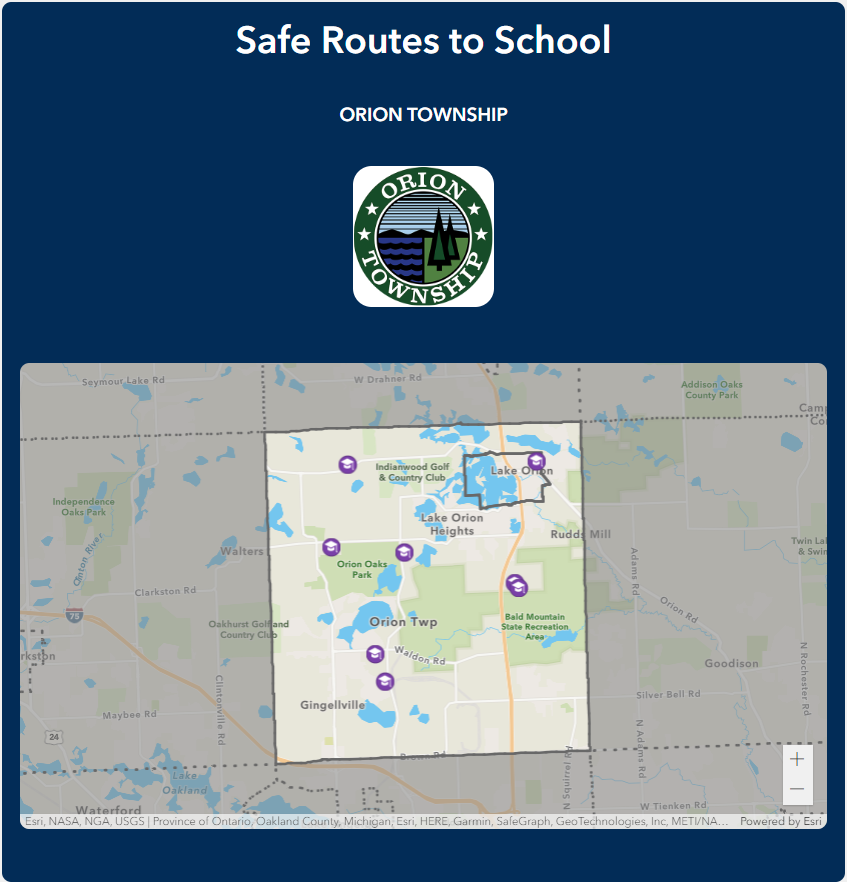 Safe Routes to School
ORION TOWNSHIP
ORION
TOWNSHIP
Seymour Lake Rd
W Drahner Rd
Addison Oaks
County Park
Indianwood Golf
& Country Club
Lake Orion
Independence
Oaks Park
Lake Orion
Heights
Rudds Mill
Walters
Clinton River
Orion Oaks
Park
Adams Rd
Clarkston Rd
Orion Rd
75
Oakhurst Golf and
Country Club
Orion Twp
Bald Mountain
State Recreation
Area
Waldon Rd
Goodison
N Rochester Rd
Clintonville Rd
Silver Bell Rd
Maybee Rd
Gingellville
24
N Adams Rd
Brown Rd
N Squirrel Rd
Lake
Oakland
Waterford
W Tienken Rd
+
−
Esri, NASA, NGA, USGS | Province of Ontario, Oakland County, Michigan, Esri, HERE, Garmin, SafeGraph, GeoTechnologies, Inc, METI/NA... Powered by Esri